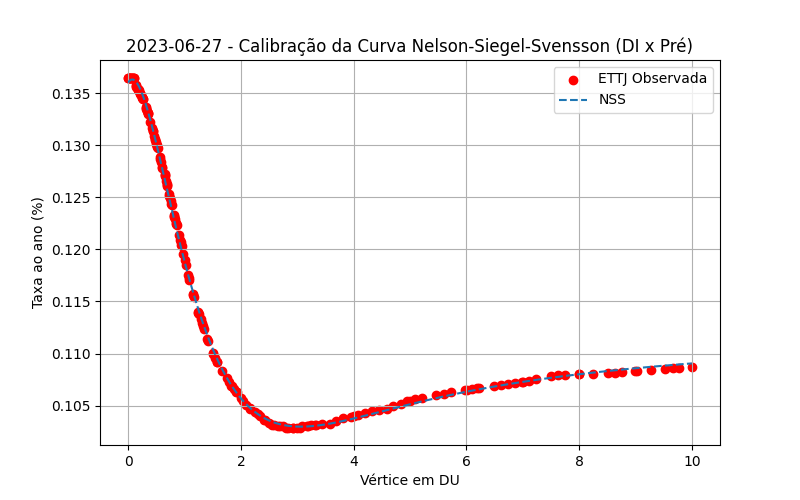 2023-06-27 - Calibração da Curva Nelson-Siegel-Svensson (DI x Pré)
ETTJ Observada
NSS
Taxa ao ano (%)
0.135
0.130
0.125
0.120
0.115
0.110
0.105
0 2 4 6 8 10
Vértice em DU